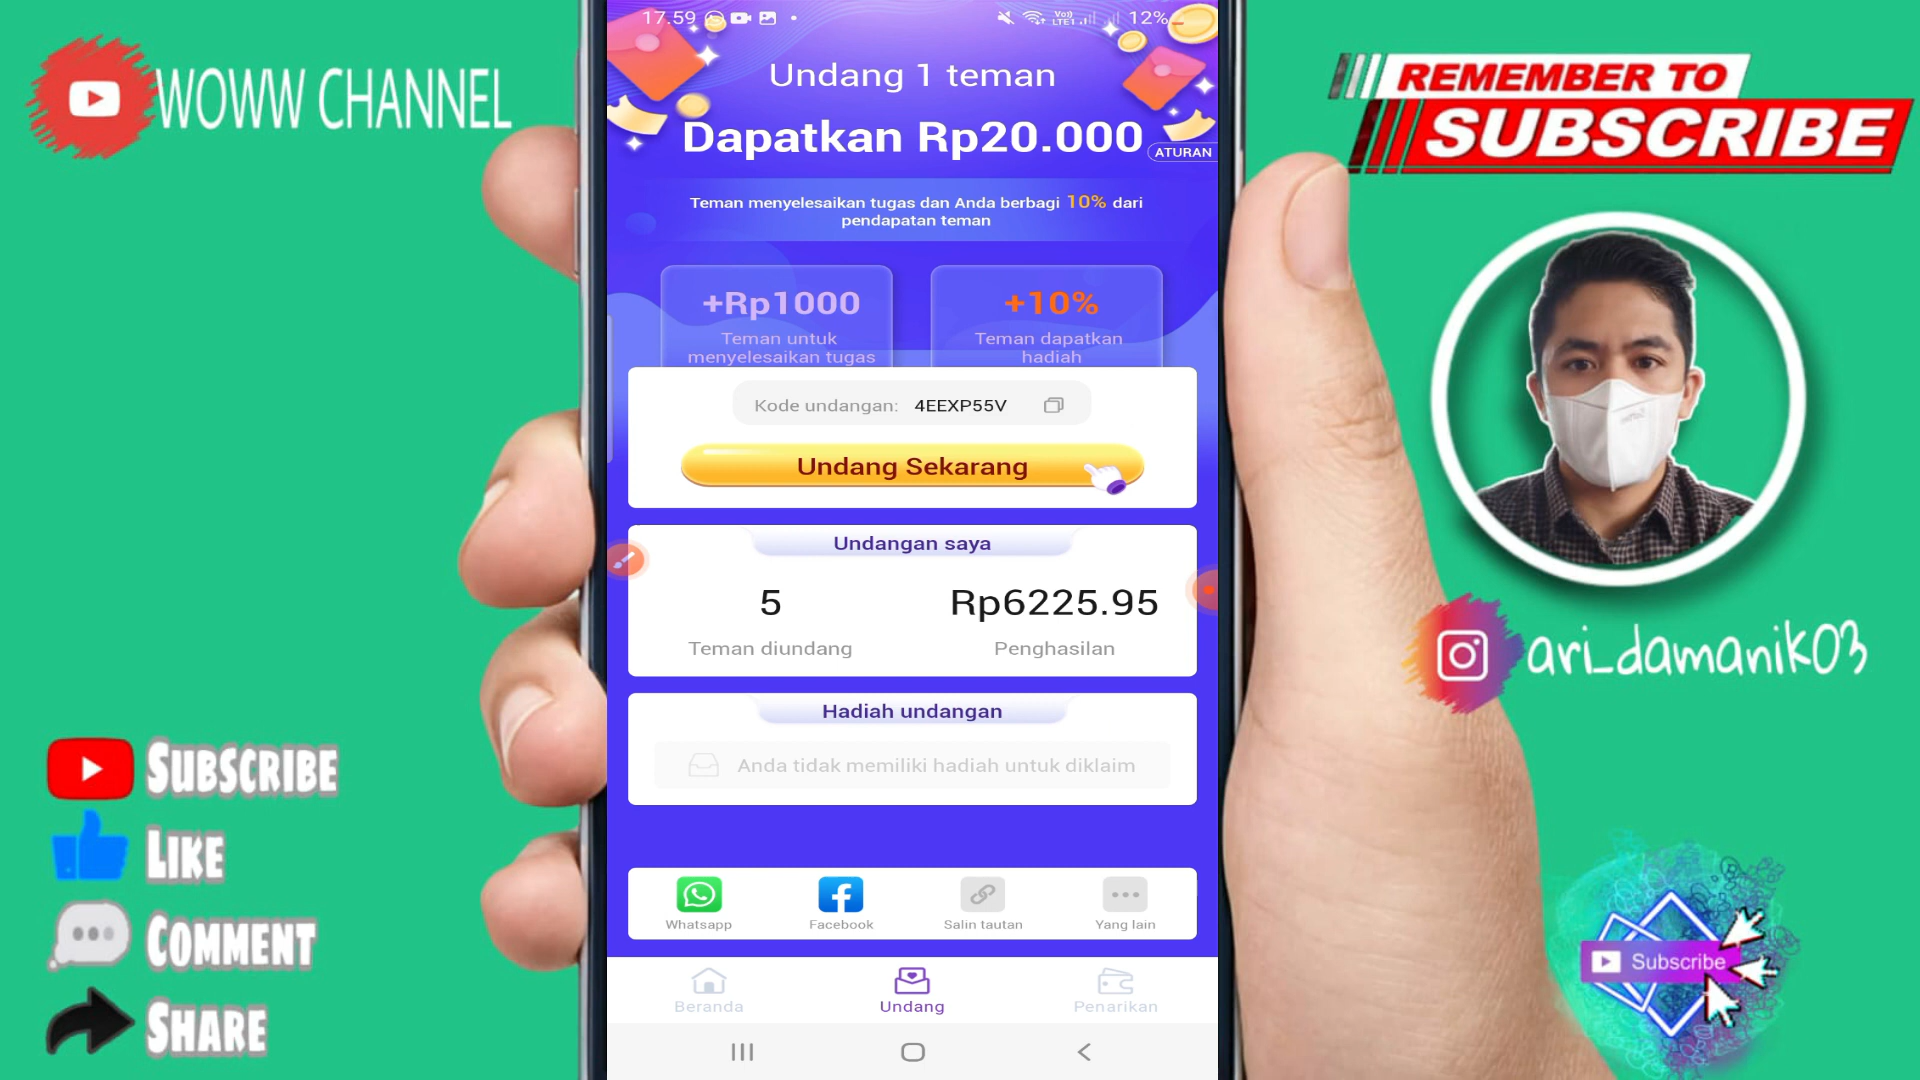 WOWW CHANNEL
REMEMBER TO
SUBSCRIBE
ari_damanik03
17.59
Vo))
LTE1
12%
Undang 1 teman
Dapatkan Rp20.000
ATURAN
Teman menyelesaikan tugas dan Anda berbagi 10% dari
pendapatan teman
+Rp1000
Teman untuk
menyelesaikan tugas
+10%
Teman dapatkan
hadiah
Kode undangan: 4EEXP55V
Undang Sekarang
Undangan saya
5
Teman diundang
Rp6225.95
Penghasilan
Hadiah undangan
Anda tidak memiliki hadiah untuk diklaim
Whatsapp
Facebook
Salin tautan
Yang lain
Beranda
Undang
Penarikan
SUBSCRIBE
LIKE
COMMENT
SHARE
Subscribe